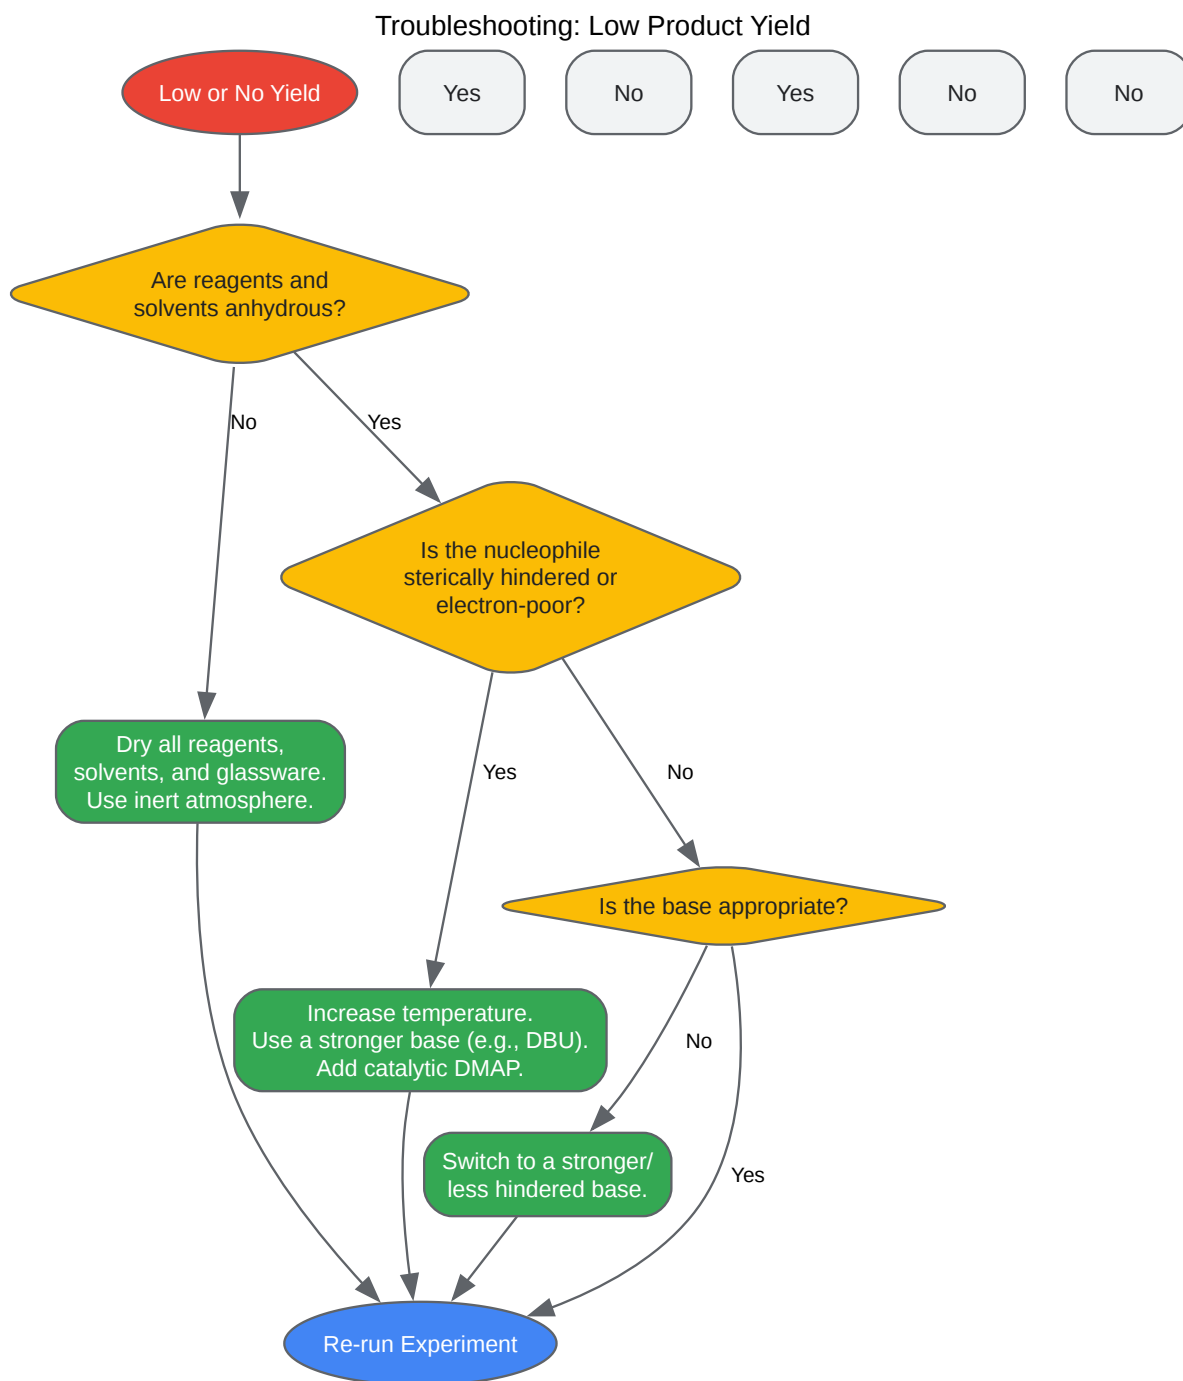 Troubleshooting: Low Product Yield
Low or No Yield
Yes
No
Yes
No
No
Are reagents and
solvents anhydrous?
No
Yes
Is the nucleophile
sterically hindered or
electron-poor?
Dry all reagents,
solvents, and glassware.
Use inert atmosphere.
Yes
No
Is the base appropriate?
Increase temperature.
Use a stronger base (e.g., DBU).
Add catalytic DMAP.
No
Switch to a stronger/
less hindered base.
Yes
Re-run Experiment